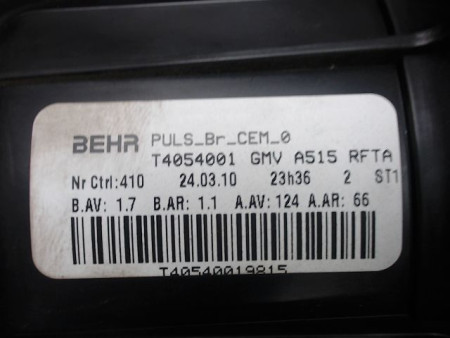 BEHR PULS_Br_CEM_0
T4054001 GMV A515 RFTA
Nr Ctrl:410 24.03.10 23h36 2 ST1
B.AV: 1.7 B.AR: 1.1 A.AV: 124 A.AR: 66
T40540019815